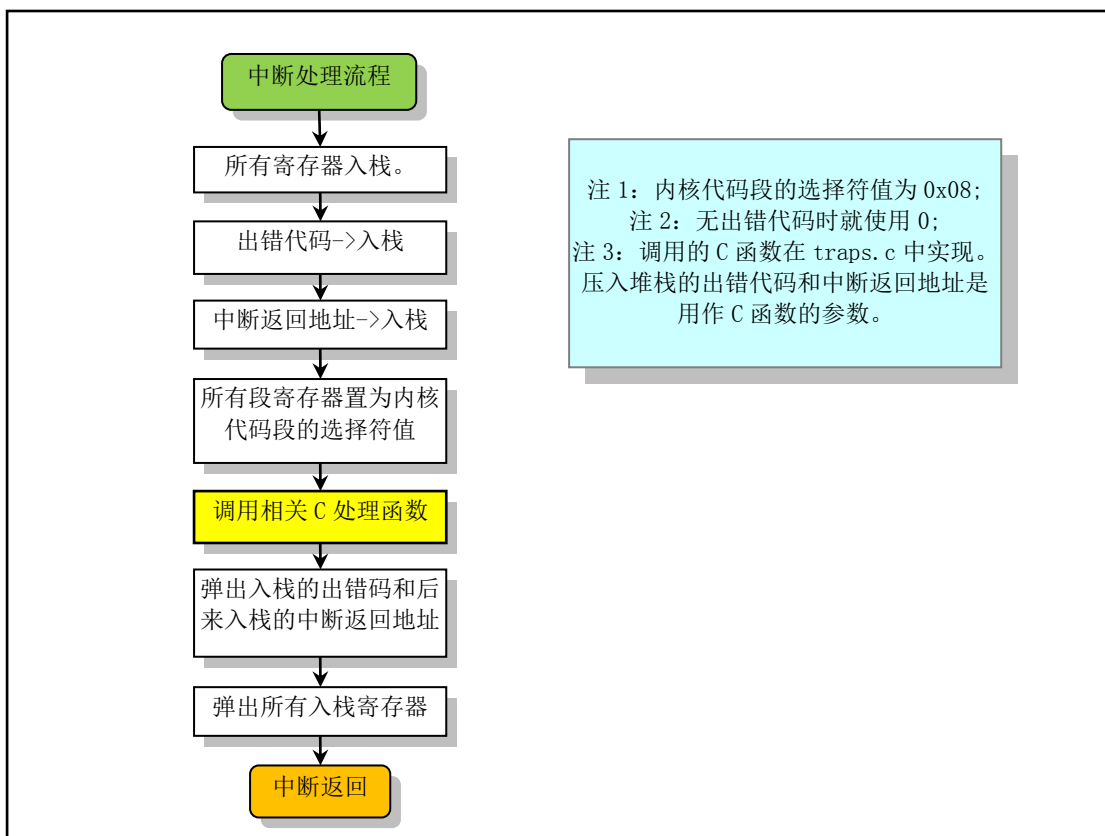 中断处理流程
所有寄存器入栈。
出错代码->入栈
中断返回地址->入栈
所有段寄存器置为内核
代码段的选择符值
调用相关 C 处理函数
弹出入栈的出错码和后
来入栈的中断返回地址
弹出所有入栈寄存器
中断返回
注 1：内核代码段的选择符值为 0x08;
注 2：无出错代码时就使用 0;
注 3：调用的 C 函数在 traps.c 中实现。
压入堆栈的出错代码和中断返回地址是
用作 C 函数的参数。